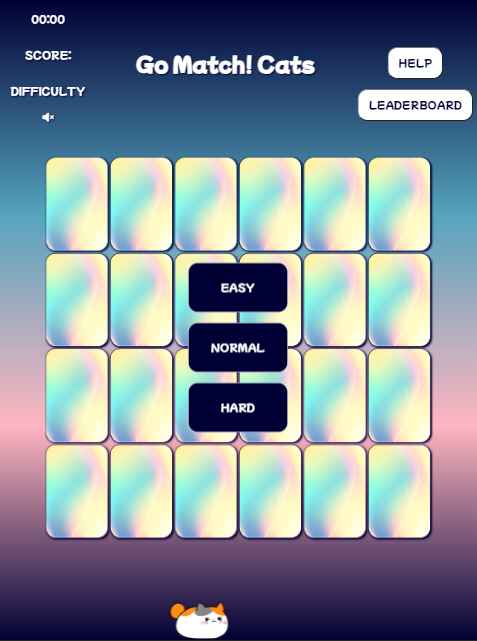 00:00
SCORE:
Go Match! Cats
HELP
DIFFICULTY
LEADERBOARD
EASY
NORMAL
HARD